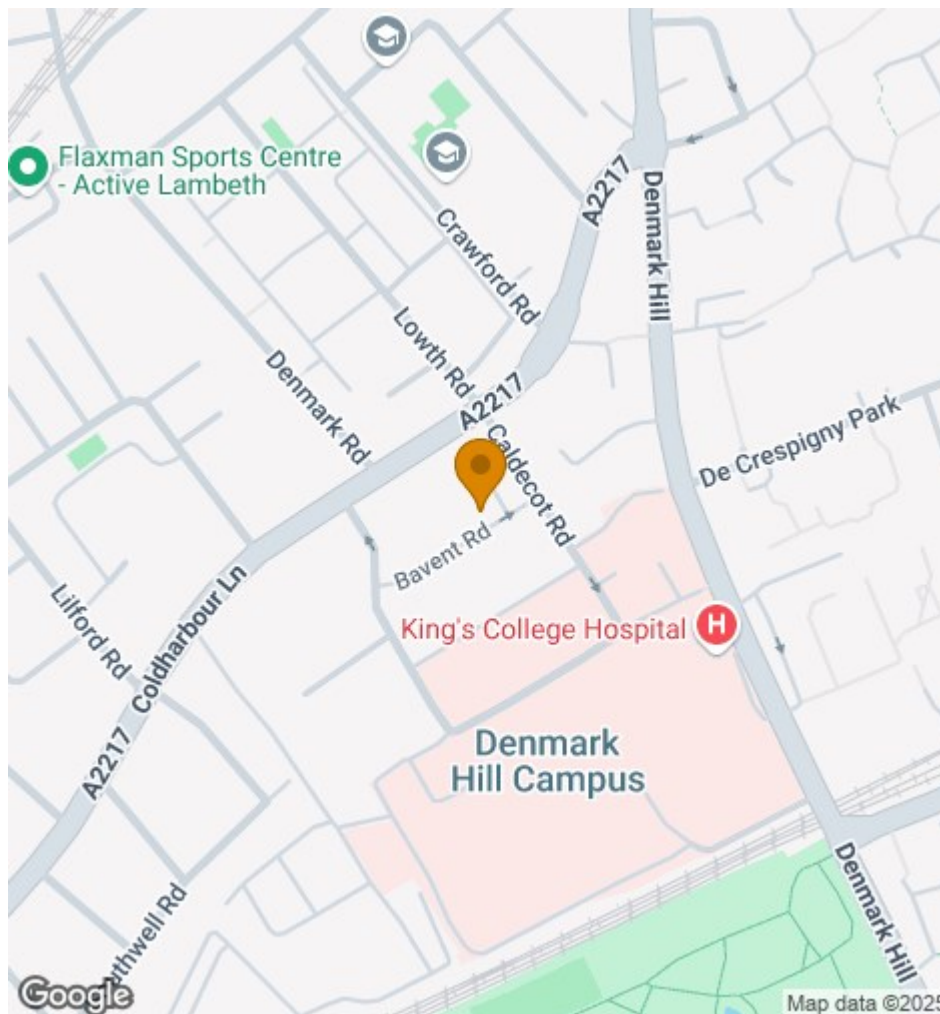 Flaxman Sports Centre
- Active Lambeth
A2217
Denmark Hill
Crawford Rd
Lowth Rd
Denmark Rd
A2217
Caldecot Rd
De Crespigny Park
Bavent Rd
Lilford Rd
Coldharbour Ln
King's College Hospital
H
A2217
Denmark
Hill Campus
Denmark Hill
Google
Map data ©2025